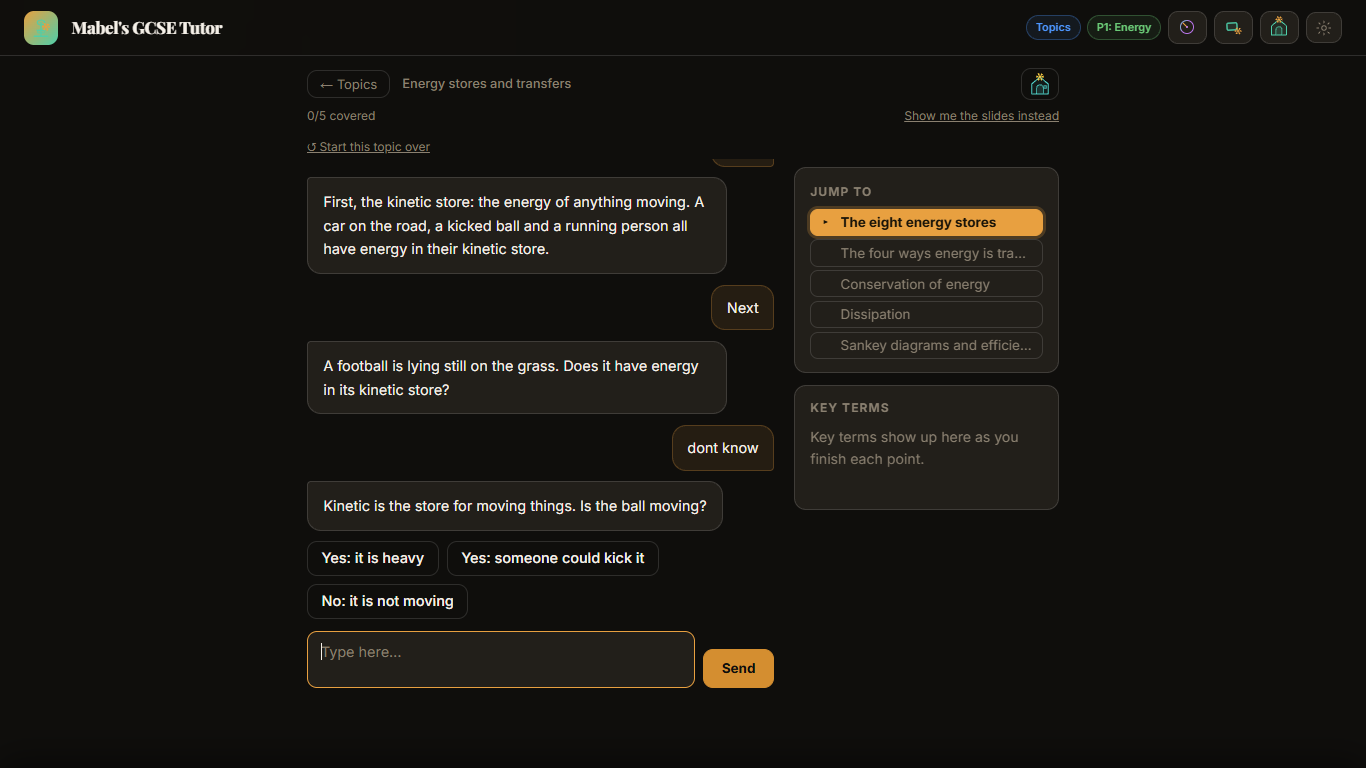 Mabel's GCSE Tutor
Topics
P1: Energy
← Topics
Energy stores and transfers
0/5 covered
Show me the slides instead
↺ Start this topic over
First, the kinetic store: the energy of anything moving. A
car on the road, a kicked ball and a running person all
have energy in their kinetic store.
Next
A football is lying still on the grass. Does it have energy
in its kinetic store?
dont know
Kinetic is the store for moving things. Is the ball moving?
Yes: it is heavy
Yes: someone could kick it
No: it is not moving
Type here...
Send
JUMP TO
▸ The eight energy stores
The four ways energy is tra...
Conservation of energy
Dissipation
Sankey diagrams and efficie...
KEY TERMS
Key terms show up here as you
finish each point.